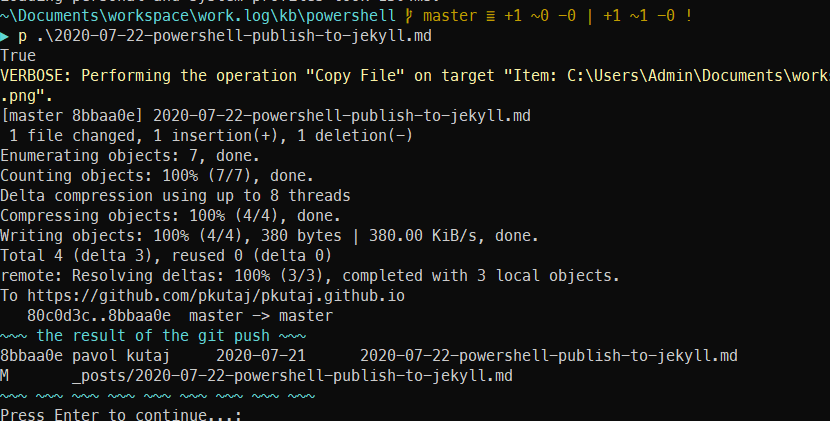 ~\Documents\workspace\work.log\kb\powershell master ≣ +1 ~0 -0 | +1 ~1 -0 !
▶ p .\2020-07-22-powershell-publish-to-jekyll.md
True
VERBOSE: Performing the operation "Copy File" on target "Item: C:\Users\Admin\Documents\works
.png".
[master 8bbaa0e] 2020-07-22-powershell-publish-to-jekyll.md
 1 file changed, 1 insertion(+), 1 deletion(-)
Enumerating objects: 7, done.
Counting objects: 100% (7/7), done.
Delta compression using up to 8 threads
Compressing objects: 100% (4/4), done.
Writing objects: 100% (4/4), 380 bytes | 380.00 KiB/s, done.
Total 4 (delta 3), reused 0 (delta 0)
remote: Resolving deltas: 100% (3/3), completed with 3 local objects.
To https://github.com/pkutaj/pkutaj.github.io
   80c0d3c..8bbaa0e  master -> master
~~~ the result of the git push ~~~
8bbaa0e pavol kutaj     2020-07-21      2020-07-22-powershell-publish-to-jekyll.md
M       _posts/2020-07-22-powershell-publish-to-jekyll.md
~~~ ~~~ ~~~ ~~~ ~~~ ~~~ ~~~ ~~~ ~~~
Press Enter to continue...: